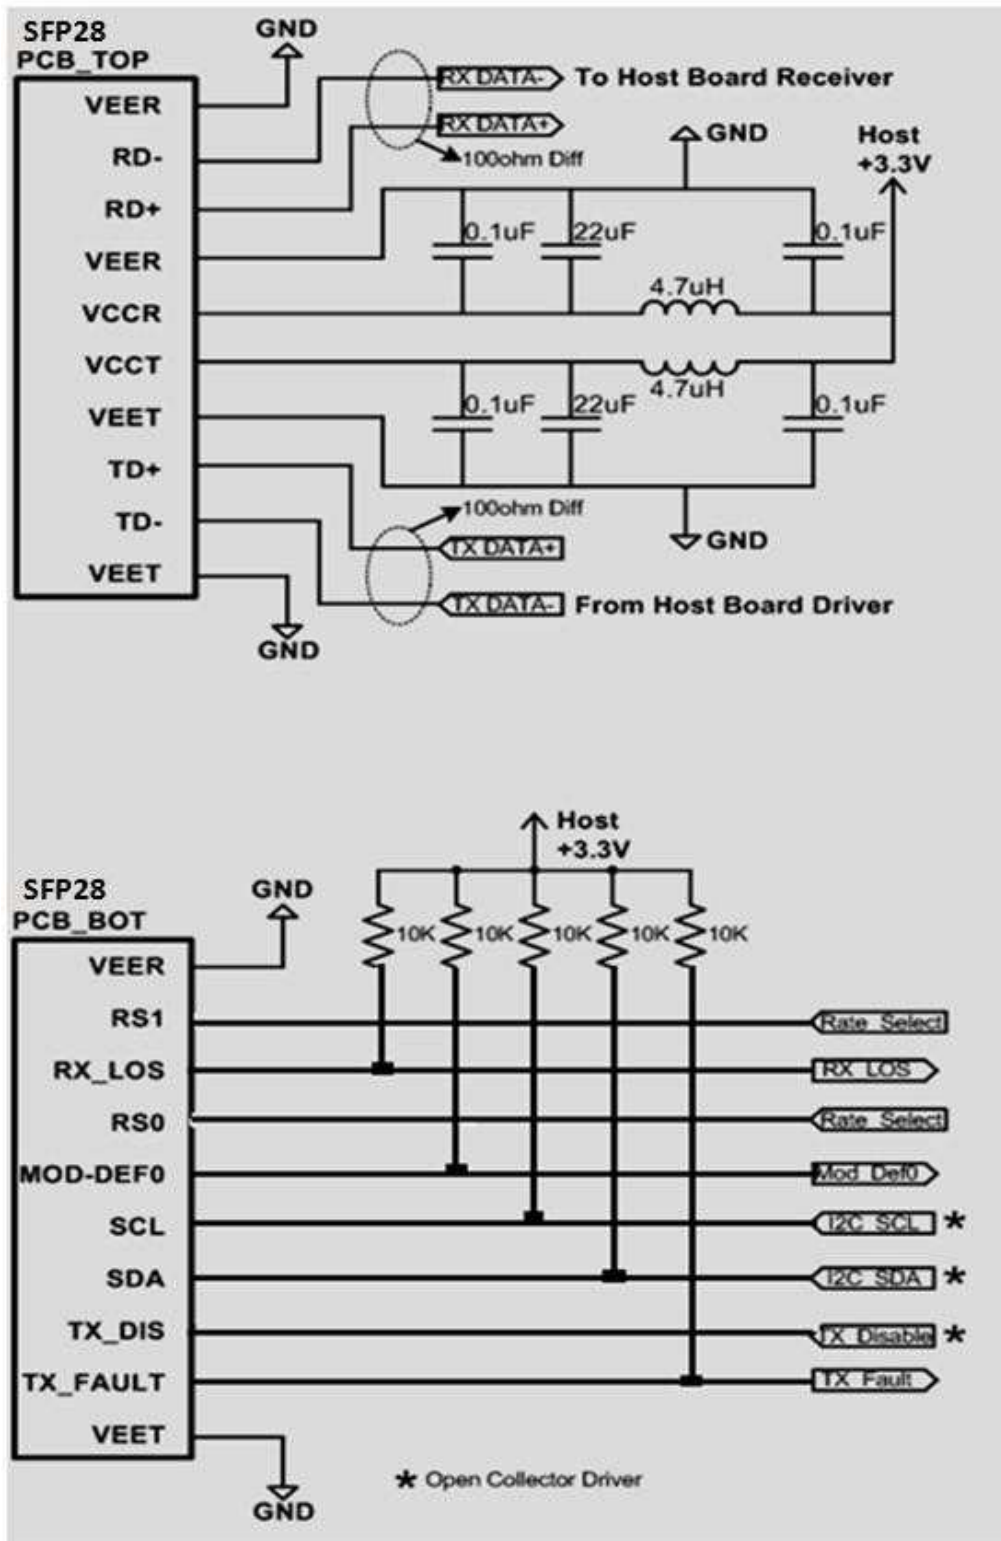 SFP28
PCB_TOP
GND
VEER
RD-
RD+
VEER
VCCR
VCCT
VEET
TD+
TD-
VEET
RX DATA-
To Host Board Receiver
RX DATA+
100ohm Diff
GND
Host
+3.3V
0.1uF
22uF
0.1uF
4.7uH
4.7uH
0.1uF
22uF
0.1uF
100ohm Diff
TX DATA+
GND
TX DATA-
From Host Board Driver
GND
Host
+3.3V
SFP28
PCB_BOT
GND
10K
10K
10K
10K
10K
VEER
RS1
Rate Select
RX_LOS
RX LOS
RS0
Rate Select
MOD-DEF0
Mod Def0
SCL
I2C SCL *
SDA
I2C SDA *
TX_DIS
TX Disable *
TX_FAULT
TX Fault
VEET
GND
* Open Collector Driver